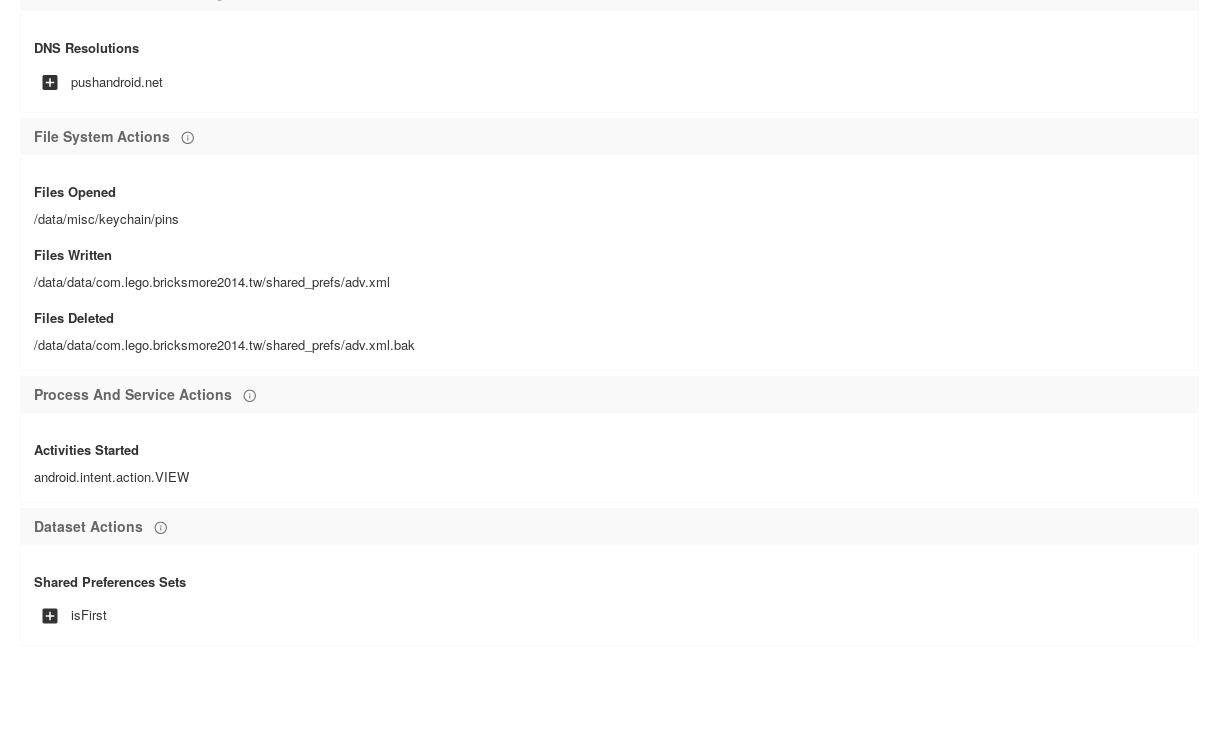 DNS Resolutions
pushandroid.net
File System Actions
Files Opened
/data/misc/keychain/pins
Files Written
/data/data/com.lego.bricksmore2014.tw/shared_prefs/adv.xml
Files Deleted
/data/data/com.lego.bricksmore2014.tw/shared_prefs/adv.xml.bak
Process And Service Actions
Activities Started
android.intent.action.VIEW
Dataset Actions
Shared Preferences Sets
isFirst